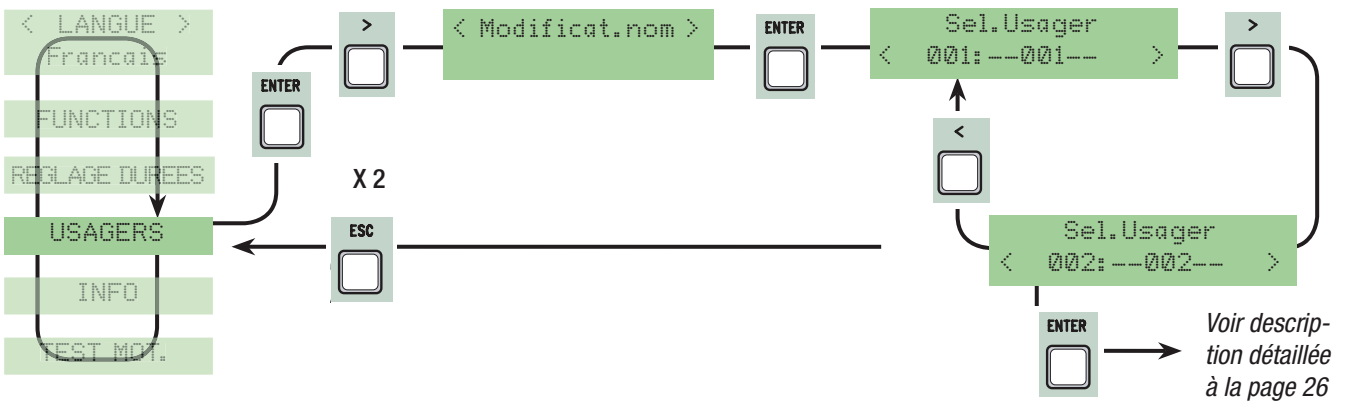 < LANGUE >
Francais
FUNCTIONS
REGLAGE DUREES
USAGERS
INFO
TEST MOT.
ENTER
>
< Modificat.nom >
ENTER
Sel.Usager
< 001:--001-- >
>
<
X 2
ESC
Sel.Usager
< 002:--002-- >
ENTER
Voir descrip-
tion détaillée
à la page 26